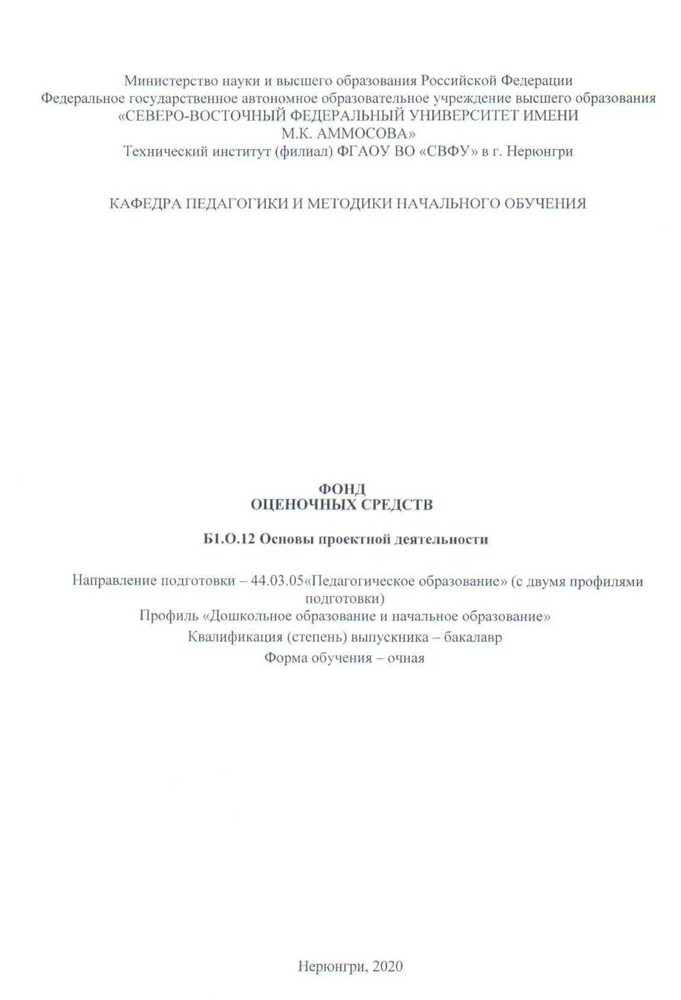 Министерство науки и высшего образования Российской Федерации
Федеральное государственное автономное образовательное учреждение высшего образования
«СЕВЕРО-ВОСТОЧНЫЙ ФЕДЕРАЛЬНЫЙ УНИВЕРСИТЕТ ИМЕНИ
М.К. АММОСОВА»
Технический институт (филиал) ФГАОУ ВО «СВФУ» в г. Нерюнгри
КАФЕДРА ПЕДАГОГИКИ И МЕТОДИКИ НАЧАЛЬНОГО ОБУЧЕНИЯ
ФОНД
ОЦЕНОЧНЫХ СРЕДСТВ
Б1.О.12 Основы проектной деятельности
Направление подготовки – 44.03.05«Педагогическое образование» (с двумя профилями
подготовки)
Профиль «Дошкольное образование и начальное образование»
Квалификация (степень) выпускника – бакалавр
Форма обучения – очная
Нерюнгри, 2020